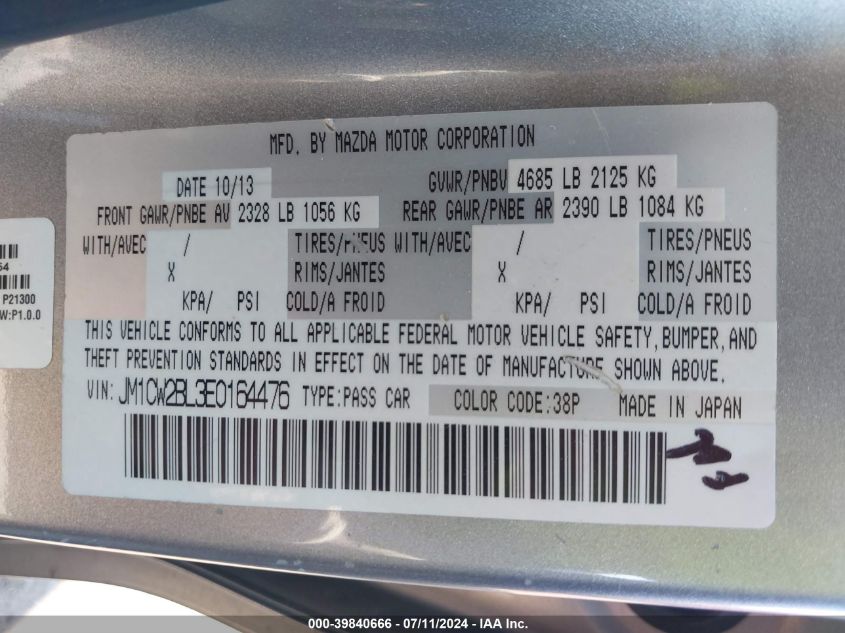 MFD. BY MAZDA MOTOR CORPORATION
DATE 10/13 GVWR/PNBV 4685 LB 2125 KG
FRONT GAWR/PNBE AV 2328 LB 1056 KG REAR GAWR/PNBE AR 2390 LB 1084 KG
WITH/AVEC / TIRES/PNEUS WITH/AVEC / TIRES/PNEUS
X RIMS/JANTES X RIMS/JANTES
KPA/ PSI COLD/A FROID KPA/ PSI COLD/A FROID
THIS VEHICLE CONFORMS TO ALL APPLICABLE FEDERAL MOTOR VEHICLE SAFETY, BUMPER, AND
THEFT PREVENTION STANDARDS IN EFFECT ON THE DATE OF MANUFACTURE SHOWN ABOVE.
VIN: JM1CW2BL3E0164476 TYPE:PASS CAR COLOR CODE:38P MADE IN JAPAN
P21300
W:P1.0.0
000-39840666 - 07/11/2024 - IAAI Inc.